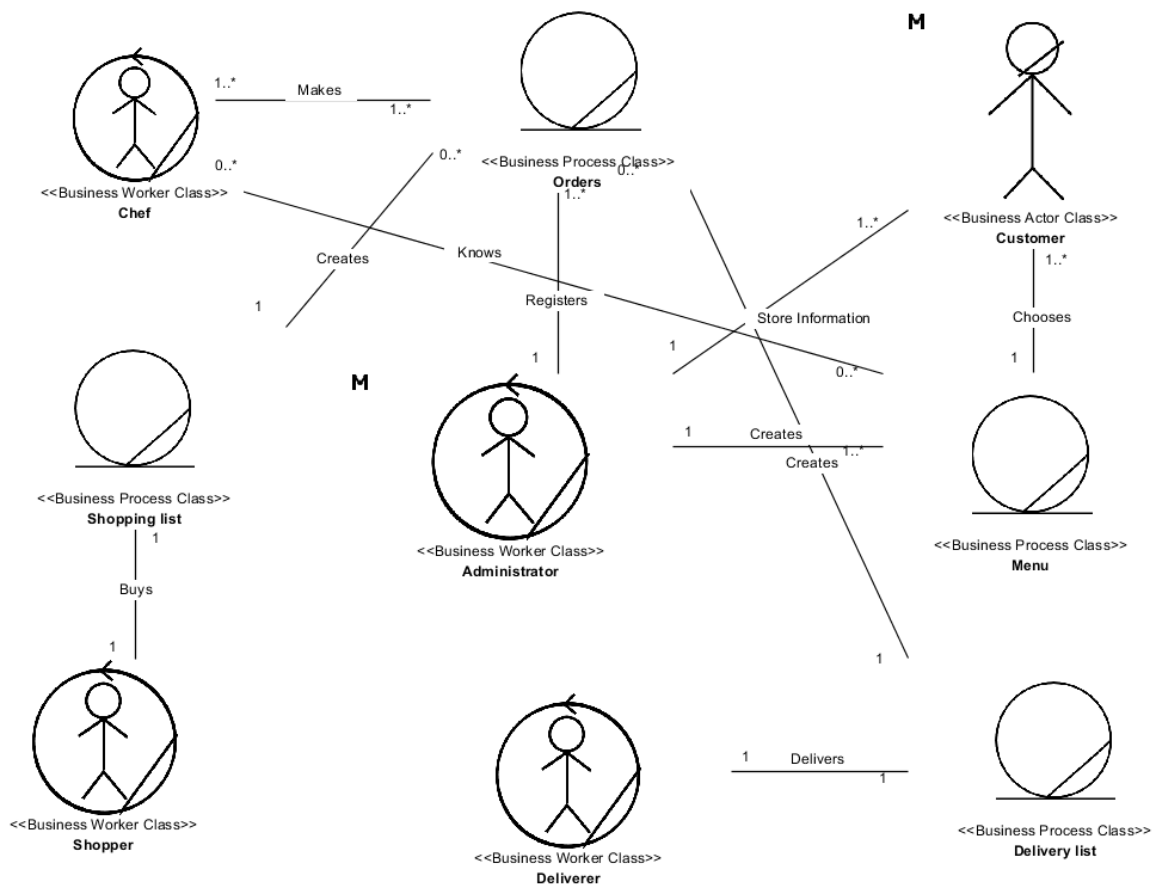 M
1..*
Makes
1..*
<<Business Process Class>>
Orders
0..*
0..*
<<Business Worker Class>>
Chef
0..*
1..*
1..*
<<Business Actor Class>>
Customer
Creates
Knows
1..*
1
Registers
Store Information
Chooses
1
1
1
M
0..*
1
Creates
1..*
Creates
<<Business Process Class>>
Shopping list
1
<<Business Worker Class>>
Administrator
<<Business Process Class>>
Menu
Buys
1
1
1
Delivers
1
<<Business Worker Class>>
Shopper
<<Business Worker Class>>
Deliverer
<<Business Process Class>>
Delivery list